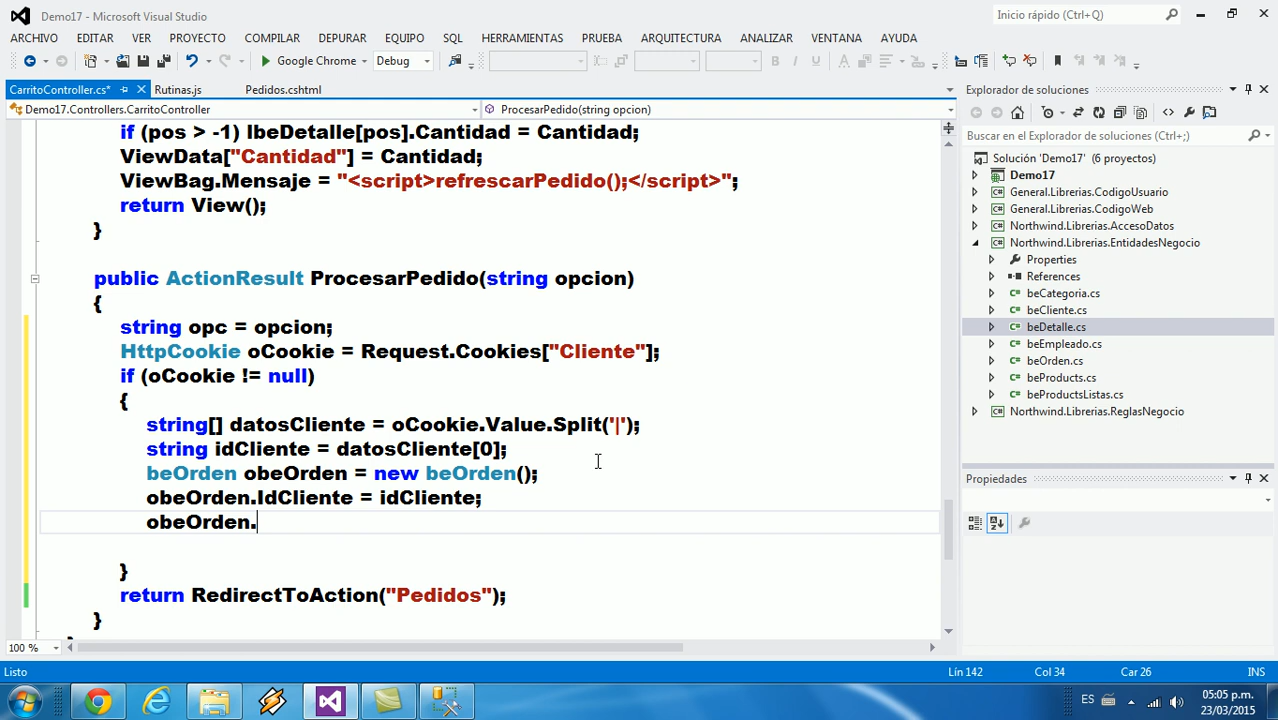 Demo17 - Microsoft Visual Studio
Inicio rápido (Ctrl+Q)
ARCHIVO EDITAR VER PROYECTO COMPILAR DEPURAR EQUIPO SQL HERRAMIENTAS PRUEBA ARQUITECTURA ANALIZAR VENTANA AYUDA
Google Chrome Debug
CarritoController.cs* Rutinas.js Pedidos.cshtml
Demo17.Controllers.CarritoController ProcesarPedido(string opcion)
if (pos > -1) lbeDetalle[pos].Cantidad = Cantidad;
ViewData["Cantidad"] = Cantidad;
ViewBag.Mensaje = "<script>refrescarPedido();</script>";
return View();
}
public ActionResult ProcesarPedido(string opcion)
{
string opc = opcion;
HttpCookie oCookie = Request.Cookies["Cliente"];
if (oCookie != null)
{
string[] datosCliente = oCookie.Value.Split('|');
string idCliente = datosCliente[0];
beOrden obeOrden = new beOrden();
obeOrden.IdCliente = idCliente;
obeOrden.
}
return RedirectToAction("Pedidos");
}
100 %
Explorador de soluciones
Buscar en el Explorador de soluciones (Ctrl+;)
Solución 'Demo17' (6 proyectos)
Demo17
General.Librerias.CodigoUsuario
General.Librerias.CodigoWeb
Northwind.Librerias.AccesoDatos
Northwind.Librerias.EntidadesNegocio
Properties
References
beCategoria.cs
beCliente.cs
beDetalle.cs
beEmpleado.cs
beOrden.cs
beProducts.cs
beProductsListas.cs
Northwind.Librerias.ReglasNegocio
Propiedades
Listo Lín 142 Col 34 Car 26 INS
ES 05:05 p.m.
23/03/2015